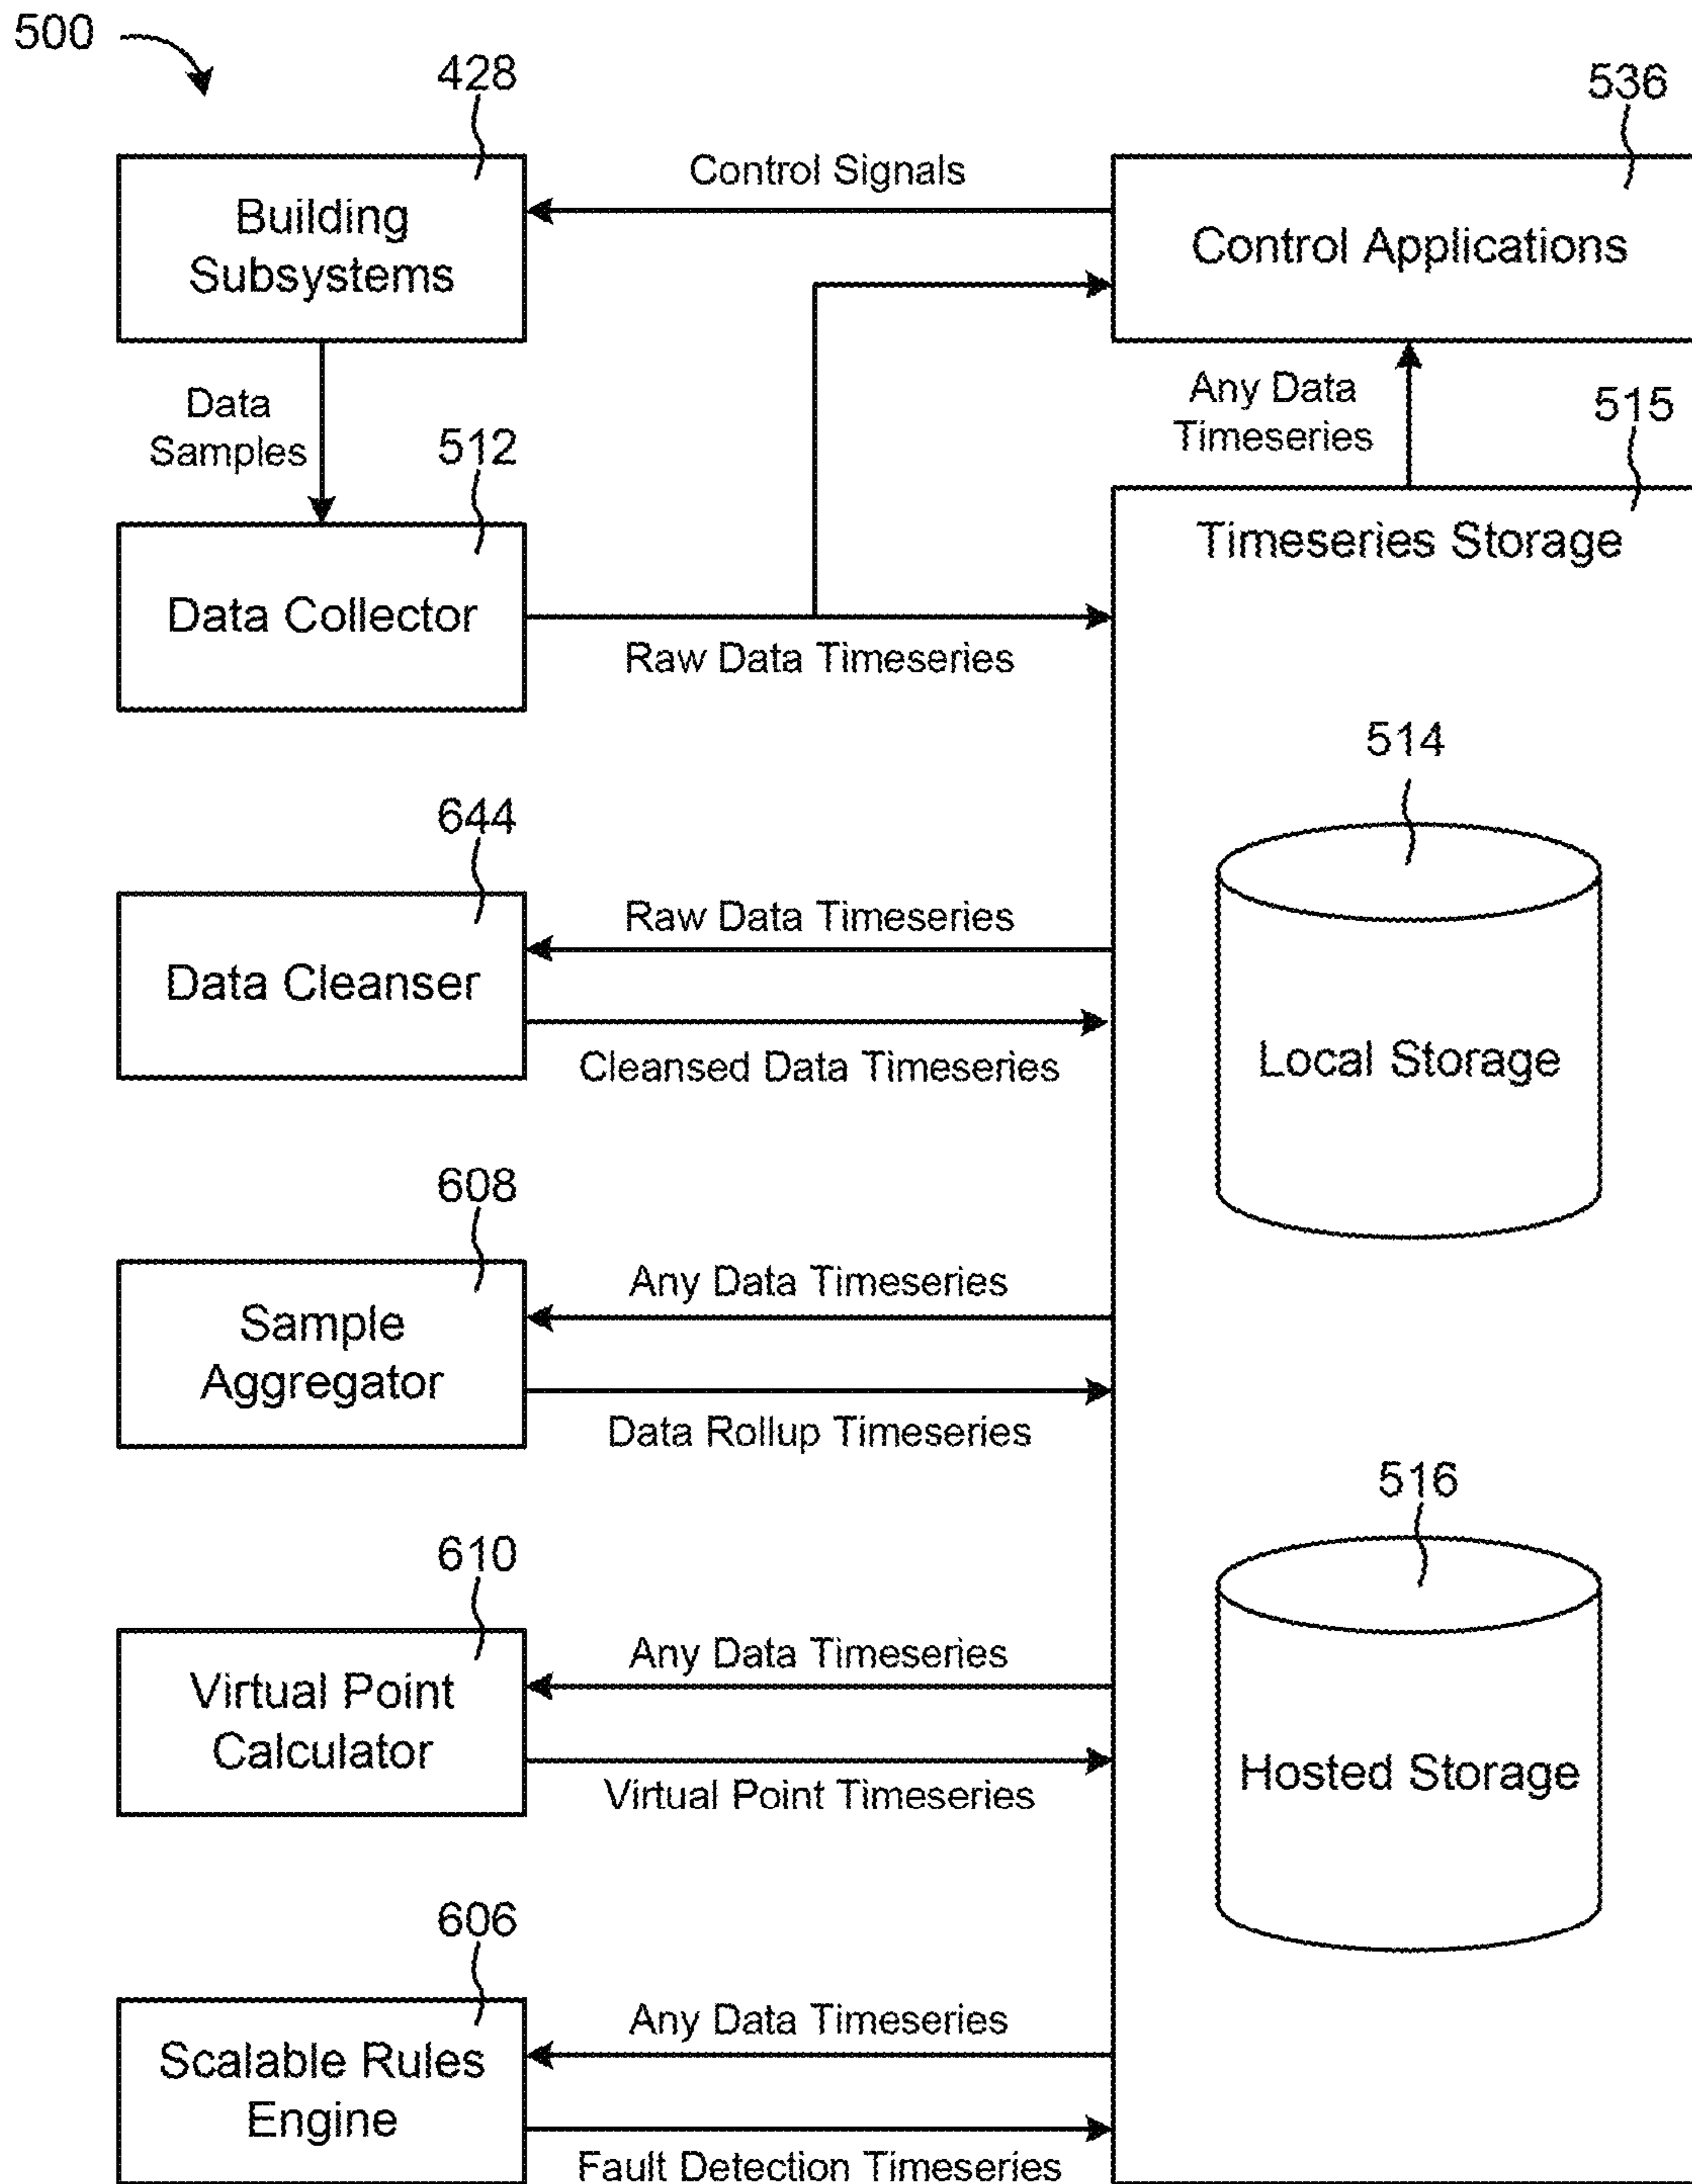 500
428
536
Control Signals
Building
Subsystems
Control Applications
Data
Samples
Any Data
Timeseries
515
512
Timeseries Storage
Data Collector
Raw Data Timeseries
514
644
Raw Data Timeseries
Data Cleanser
Cleansed Data Timeseries
Local Storage
608
Any Data Timeseries
Sample
Aggregator
Data Rollup Timeseries
516
610
Any Data Timeseries
Virtual Point
Calculator
Virtual Point Timeseries
Hosted Storage
606
Any Data Timeseries
Scalable Rules
Engine
Fault Detection Timeseries